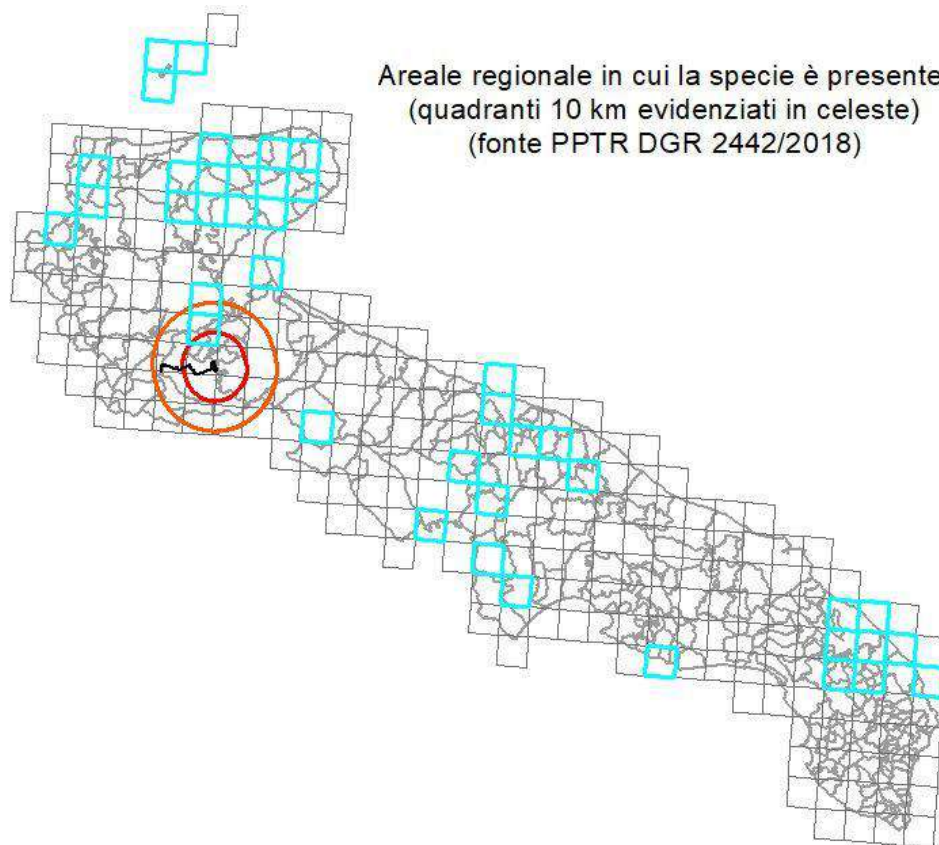 Areale regionale in cui la specie è presente
(quadranti 10 km evidenziati in celeste)
(fonte PPTR DGR 2442/2018)